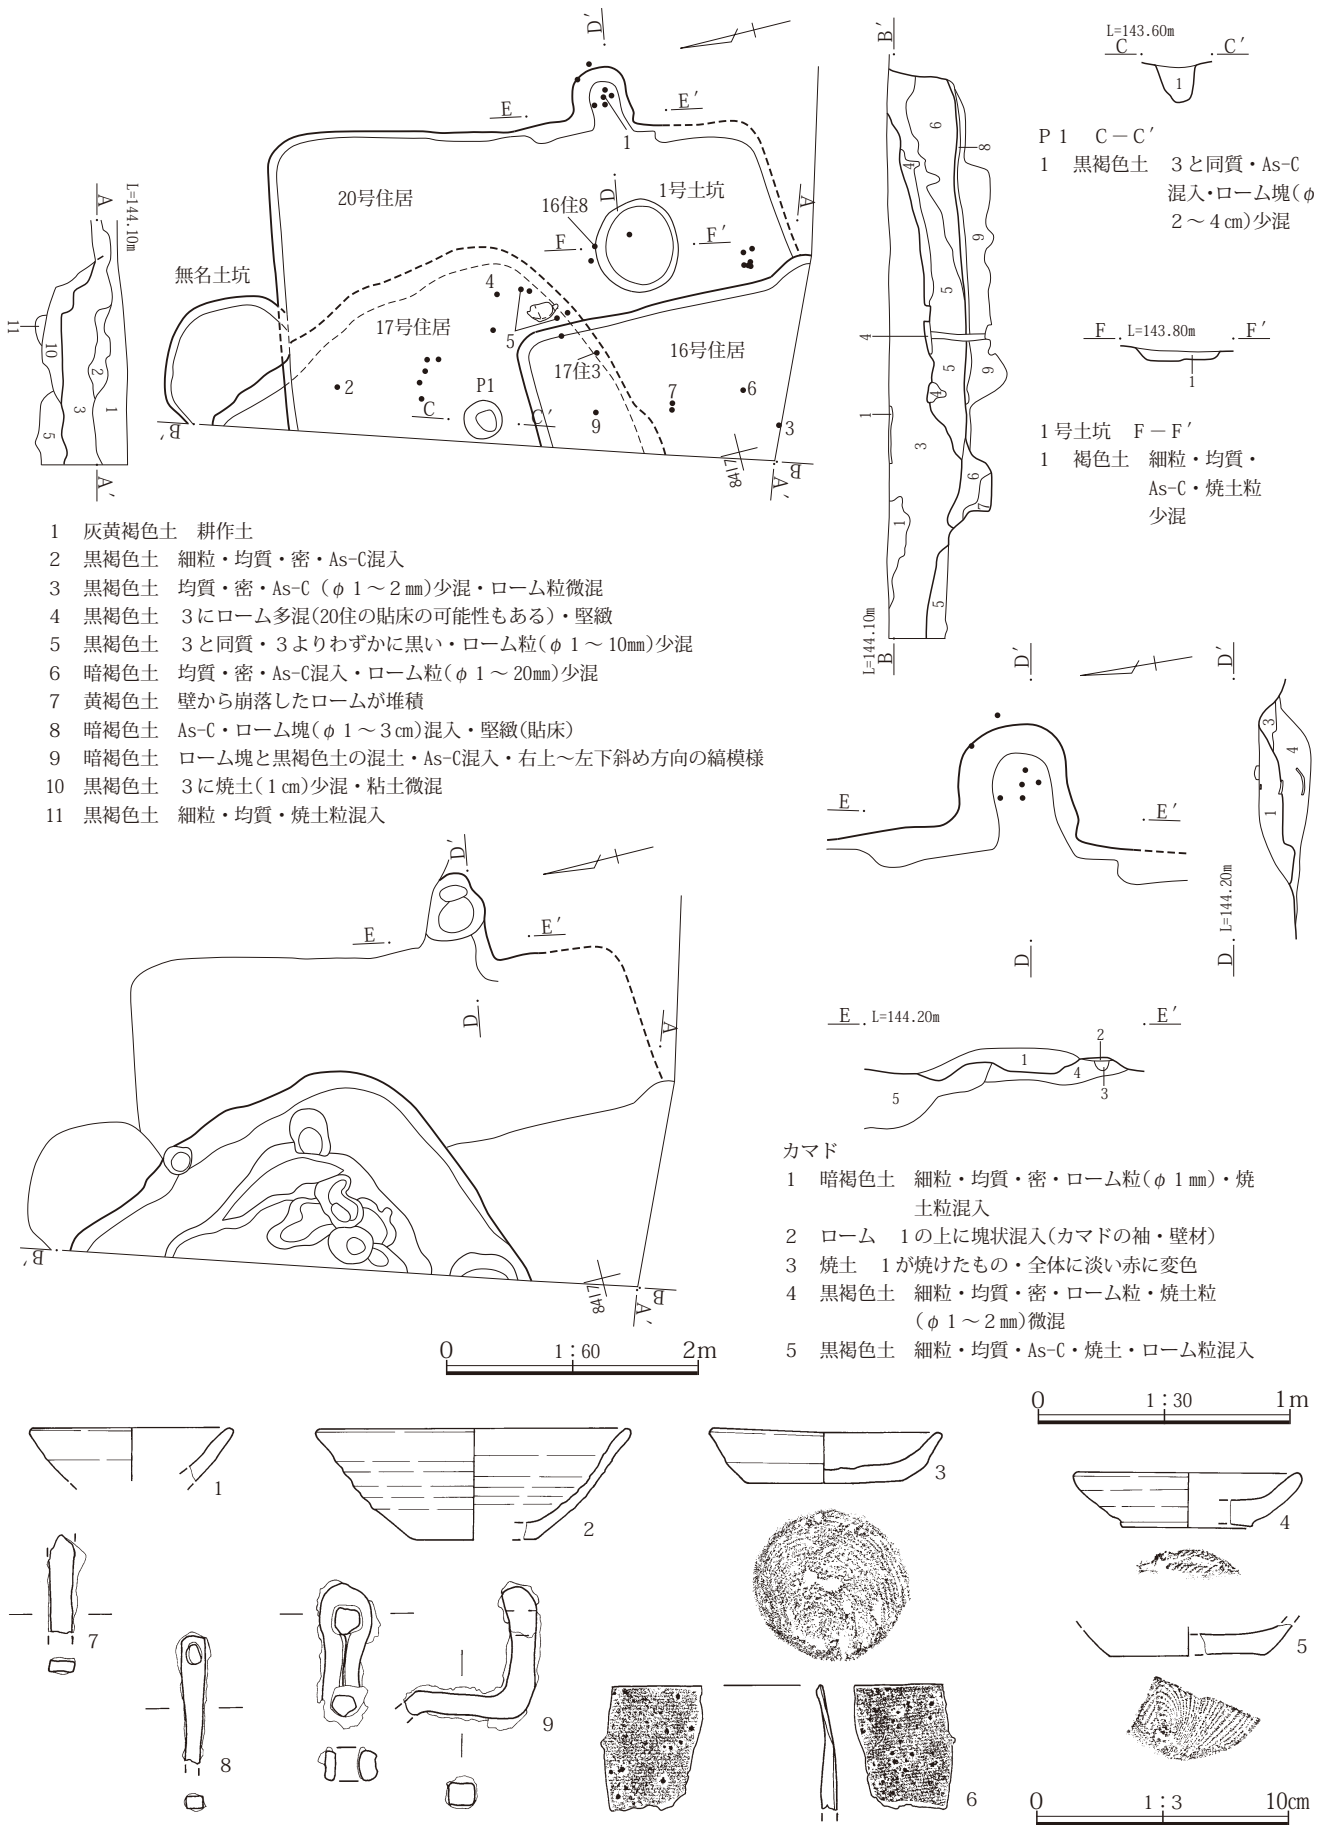 D′
E
E′
1
D
20号住居
16住8
1号土坑
A
F
F′
無名土坑
4
17号住居
5
16号住居
17住3
2
P1
7
6
C
C′
9
3
B′
8417
B
A′
A
L=144.10m
11
10
2
3
1
5
A′
B′
6
8
4
9
5
4
5
9
4
1
3
6
7
1
5
L=144.10m
B
L=143.60m
C
C′
1
P1 C－C′
1 黒褐色土 3と同質・As-C
混入・ローム塊(φ
2～4㎝)少混
F
L=143.80m
F′
1
1号土坑 F－F′
1 褐色土 細粒・均質・
As-C・焼土粒
少混
1 灰黄褐色土 耕作土
2 黒褐色土 細粒・均質・密・As-C混入
3 黒褐色土 均質・密・As-C（φ1～2㎜)少混・ローム粒微混
4 黒褐色土 3にローム多混(20住の貼床の可能性もある)・堅緻
5 黒褐色土 3と同質・3よりわずかに黒い・ローム粒(φ1～10㎜)少混
6 暗褐色土 均質・密・As-C混入・ローム粒(φ1～20㎜)少混
7 黄褐色土 壁から崩落したロームが堆積
8 暗褐色土 As-C・ローム塊(φ1～3㎝)混入・堅緻(貼床)
9 暗褐色土 ローム塊と黒褐色土の混土・As-C混入・右上～左下斜め方向の縞模様
10 黒褐色土 3に焼土(1㎝)少混・粘土微混
11 黒褐色土 細粒・均質・焼土粒混入
D′
E
E′
D
D′
3
4
1
L=144.20m
D
D′
E
E′
D
A
B′
8417
B
A′
E
L=144.20m
E′
1
2
4
3
5
カマド
1 暗褐色土 細粒・均質・密・ローム粒(φ1㎜)・焼
土粒混入
2 ローム 1の上に塊状混入(カマドの袖・壁材)
3 焼土 1が焼けたもの・全体に淡い赤に変色
4 黒褐色土 細粒・均質・密・ローム粒・焼土粒
(φ1～2㎜)微混
5 黒褐色土 細粒・均質・As-C・焼土・ローム粒混入
0 1：60 2m
0 1：30 1m
1
2
3
4
5
6
7
8
9
0 1：3 10㎝